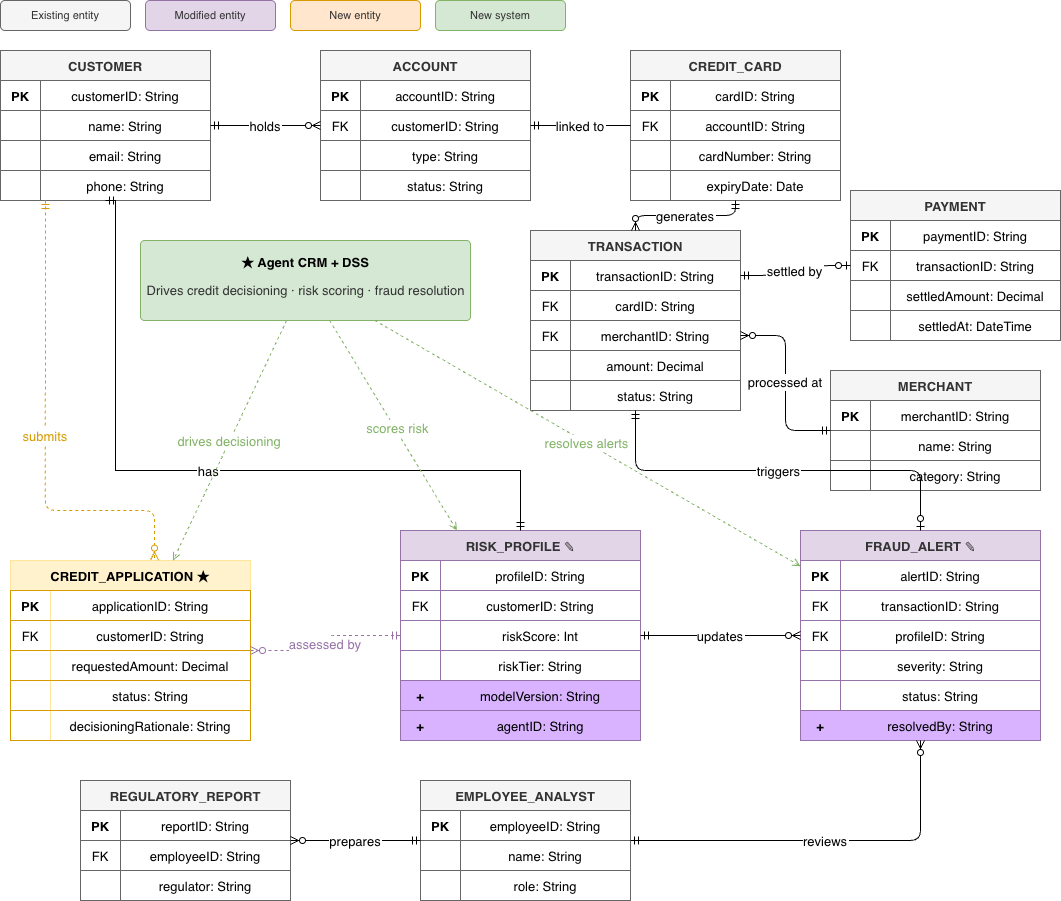 Existing entity
Modified entity
New entity
New system
CUSTOMER
PK customerID: String
name: String
email: String
phone: String
holds
ACCOUNT
PK accountID: String
FK customerID: String
type: String
status: String
linked to
CREDIT_CARD
PK cardID: String
FK accountID: String
cardNumber: String
expiryDate: Date
generates
PAYMENT
PK paymentID: String
FK transactionID: String
settledAmount: Decimal
settledAt: DateTime
TRANSACTION
PK transactionID: String
FK cardID: String
FK merchantID: String
amount: Decimal
status: String
settled by
processed at
★ Agent CRM + DSS
Drives credit decisioning · risk scoring · fraud resolution
MERCHANT
PK merchantID: String
name: String
category: String
submits
drives decisioning
scores risk
resolves alerts
has
triggers
CREDIT_APPLICATION ★
PK applicationID: String
FK customerID: String
requestedAmount: Decimal
status: String
decisioningRationale: String
assessed by
RISK_PROFILE ✎
PK profileID: String
FK customerID: String
riskScore: Int
riskTier: String
+ modelVersion: String
+ agentID: String
updates
FRAUD_ALERT ✎
PK alertID: String
FK transactionID: String
FK profileID: String
severity: String
status: String
+ resolvedBy: String
REGULATORY_REPORT
PK reportID: String
FK employeeID: String
regulator: String
prepares
EMPLOYEE_ANALYST
PK employeeID: String
name: String
role: String
reviews